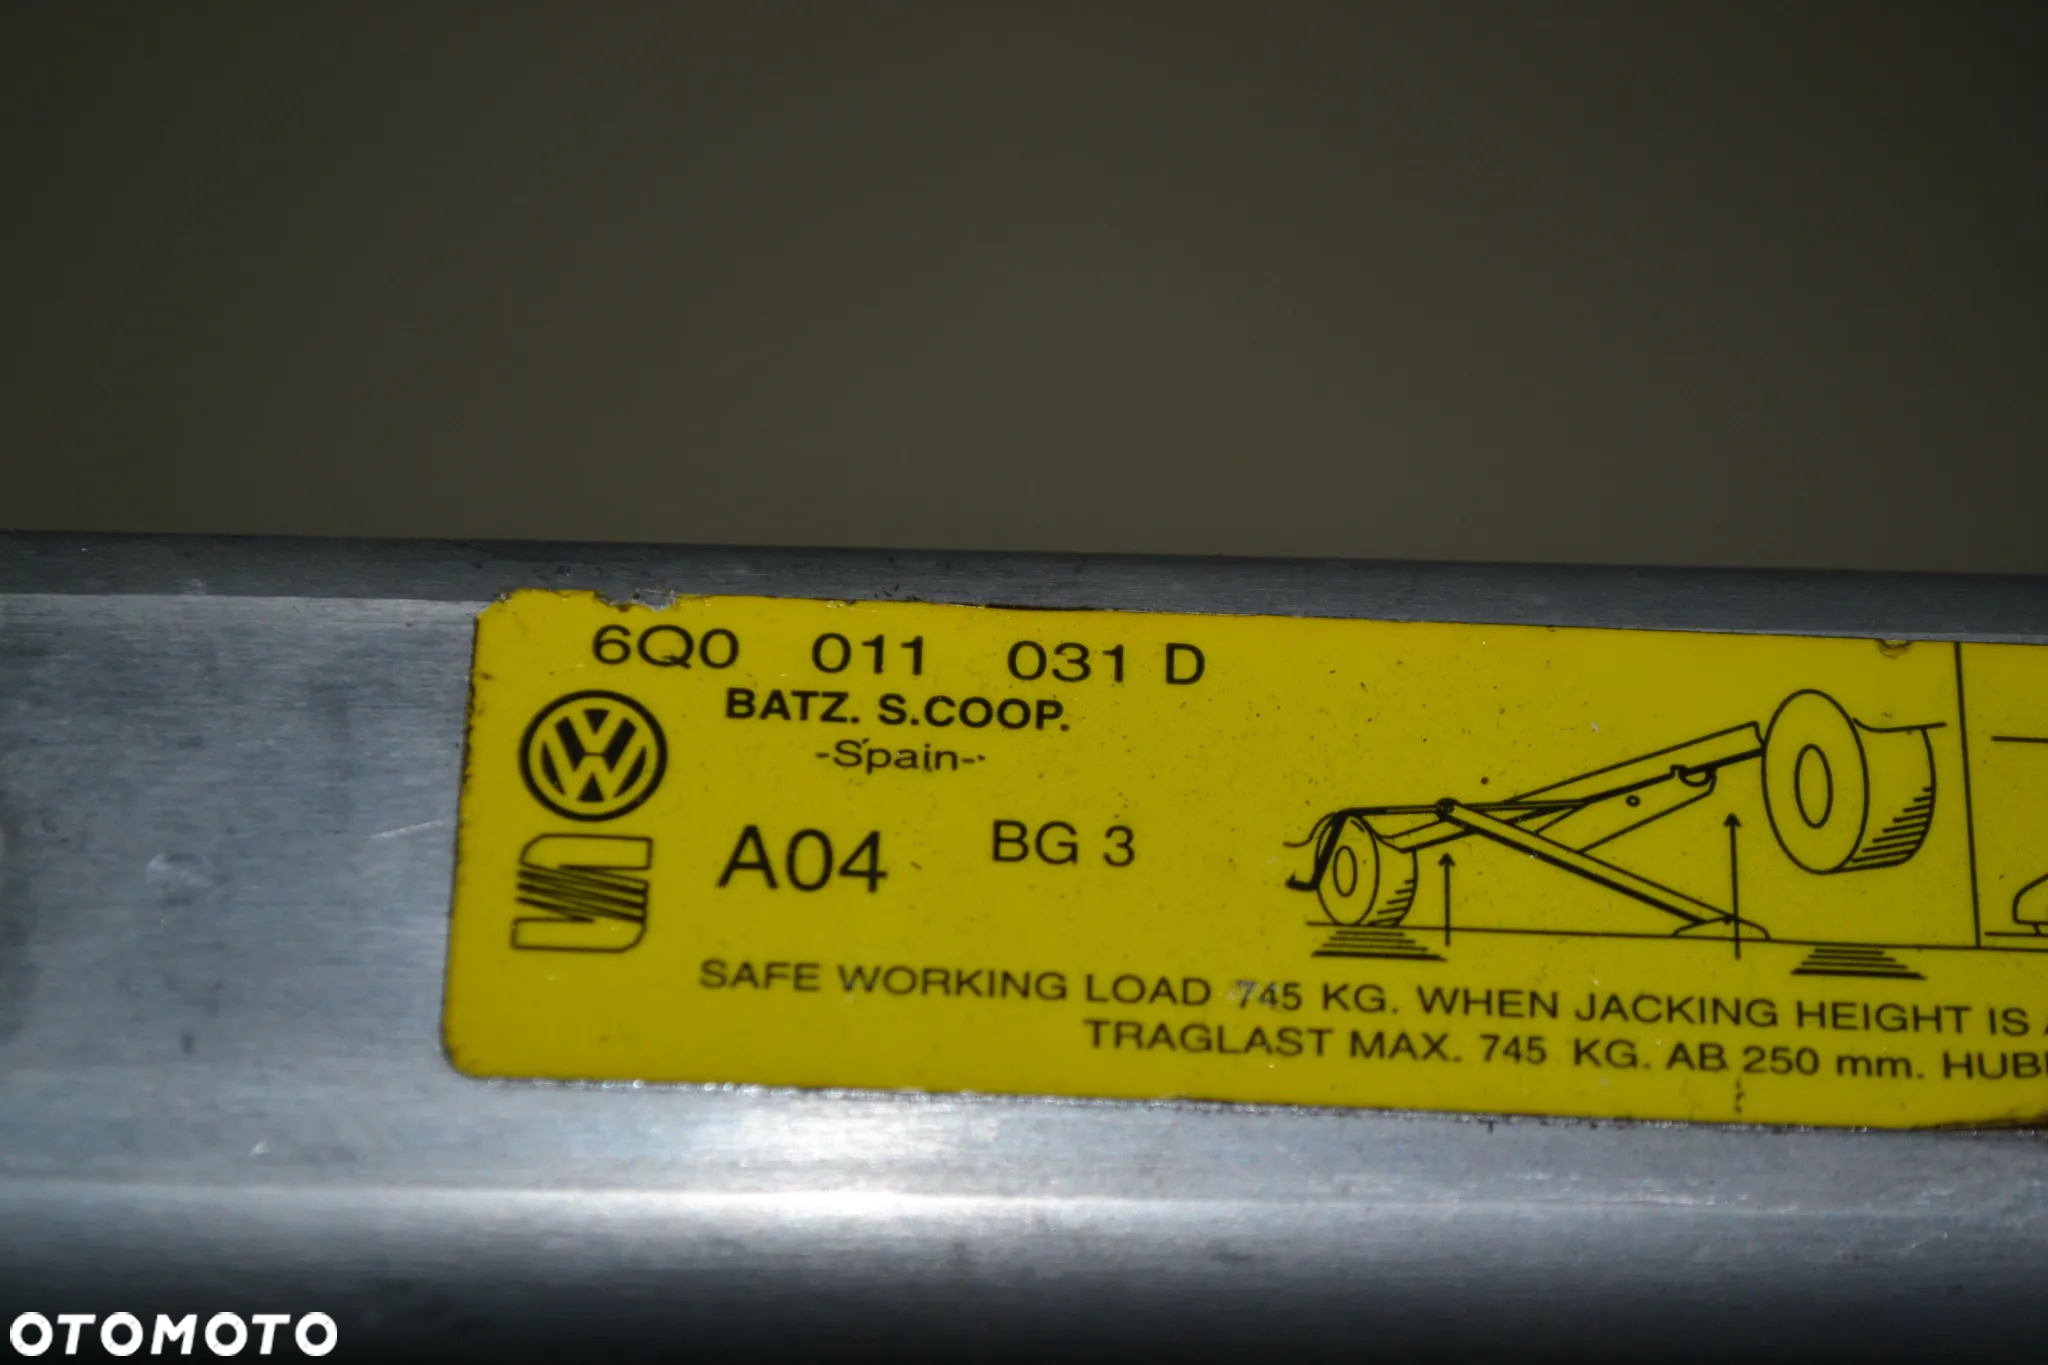 6Q0 011 031 D
BATZ. S.COOP.
-Spain-
A04 BG 3
SAFE WORKING LOAD 745 KG. WHEN JACKING HEIGHT IS
TRAGLAST MAX. 745 KG. AB 250 mm. HUB
OTOMOTO